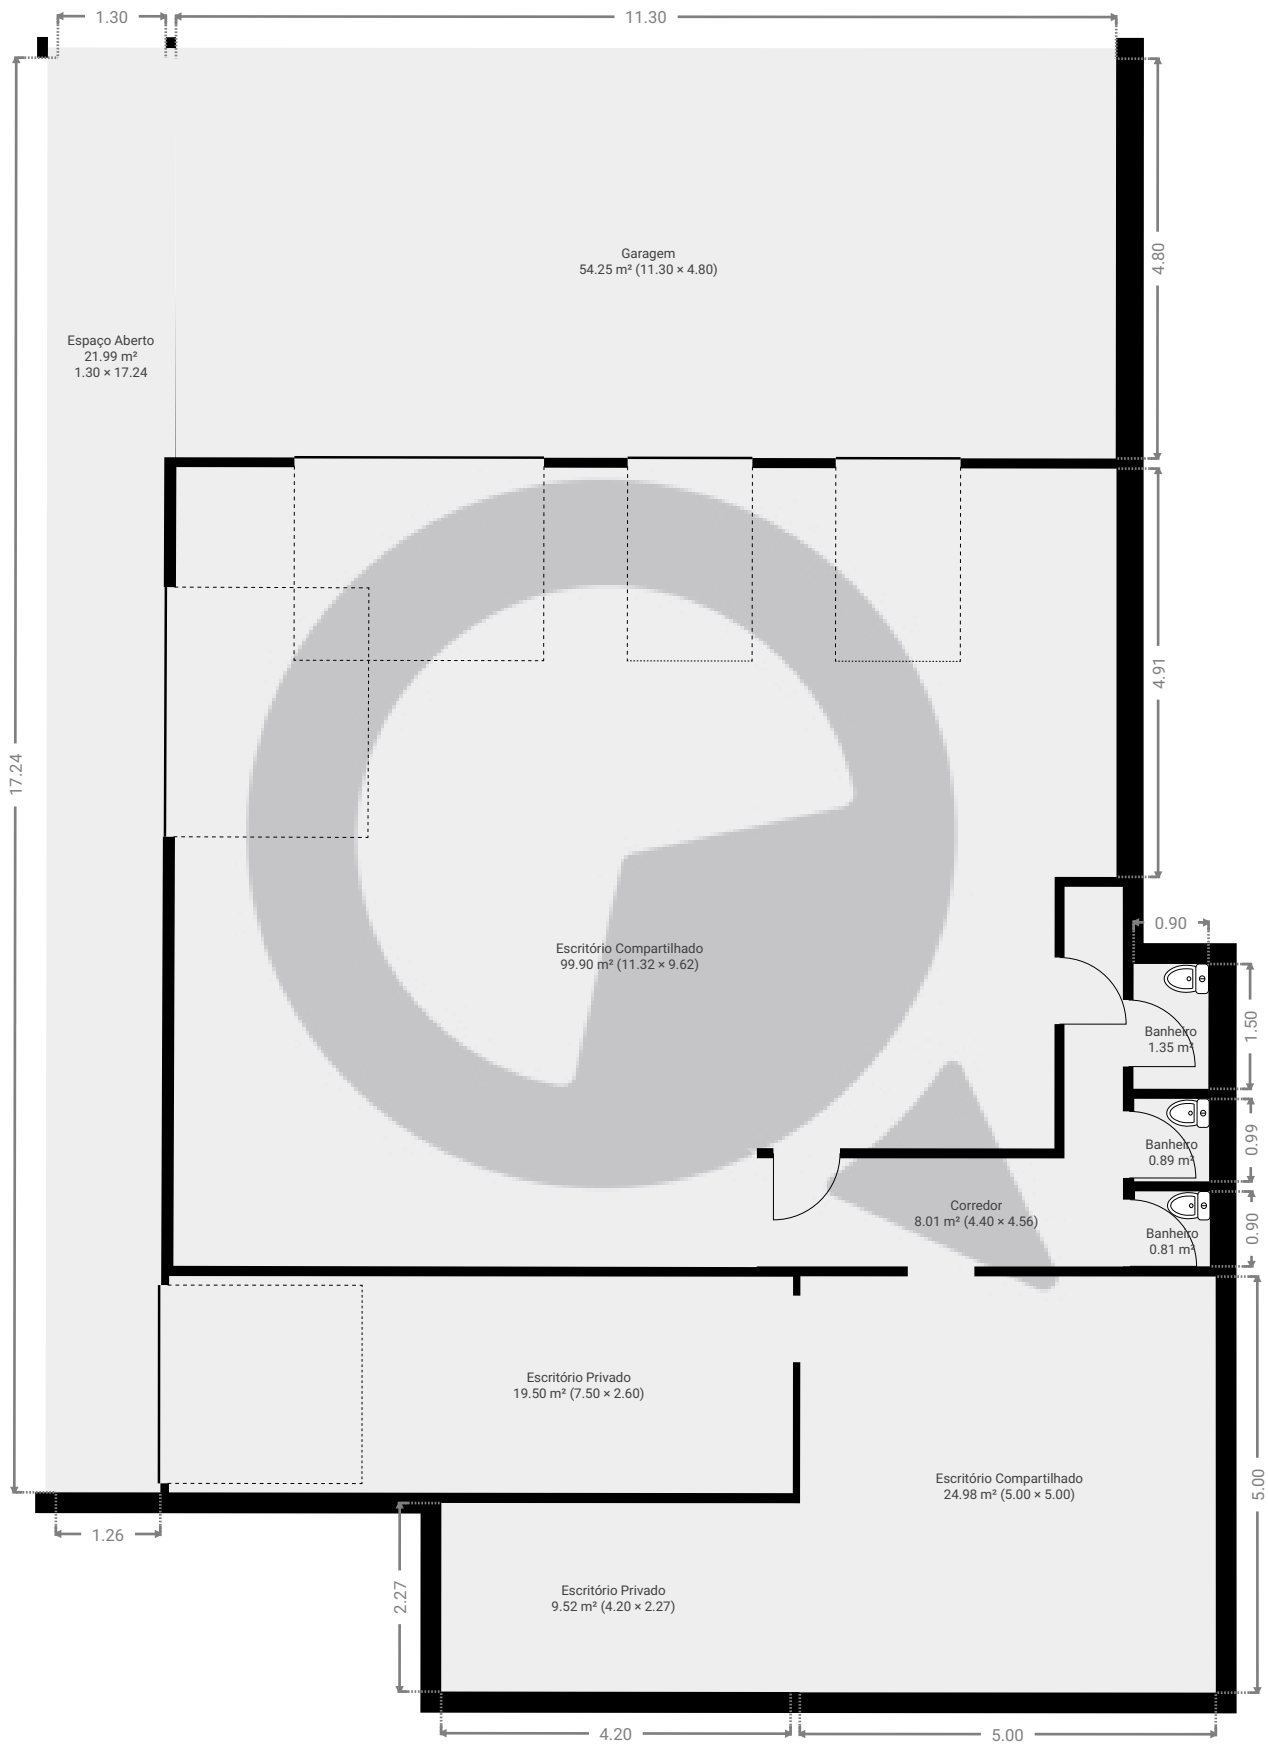 1.30
11.30
Garagem
54.25 m² (11.30 × 4.80)
4.80
Espaço Aberto
21.99 m²
1.30 × 17.24
17.24
4.91
Escritório Compartilhado
99.90 m² (11.32 × 9.62)
0.90
Banheiro
1.35 m²
1.50
Banheiro
0.89 m²
0.99
Corredor
8.01 m² (4.40 × 4.56)
Banheiro
0.81 m²
0.90
Escritório Privado
19.50 m² (7.50 × 2.60)
Escritório Compartilhado
24.98 m² (5.00 × 5.00)
5.00
1.26
Escritório Privado
9.52 m² (4.20 × 2.27)
2.27
4.20
5.00